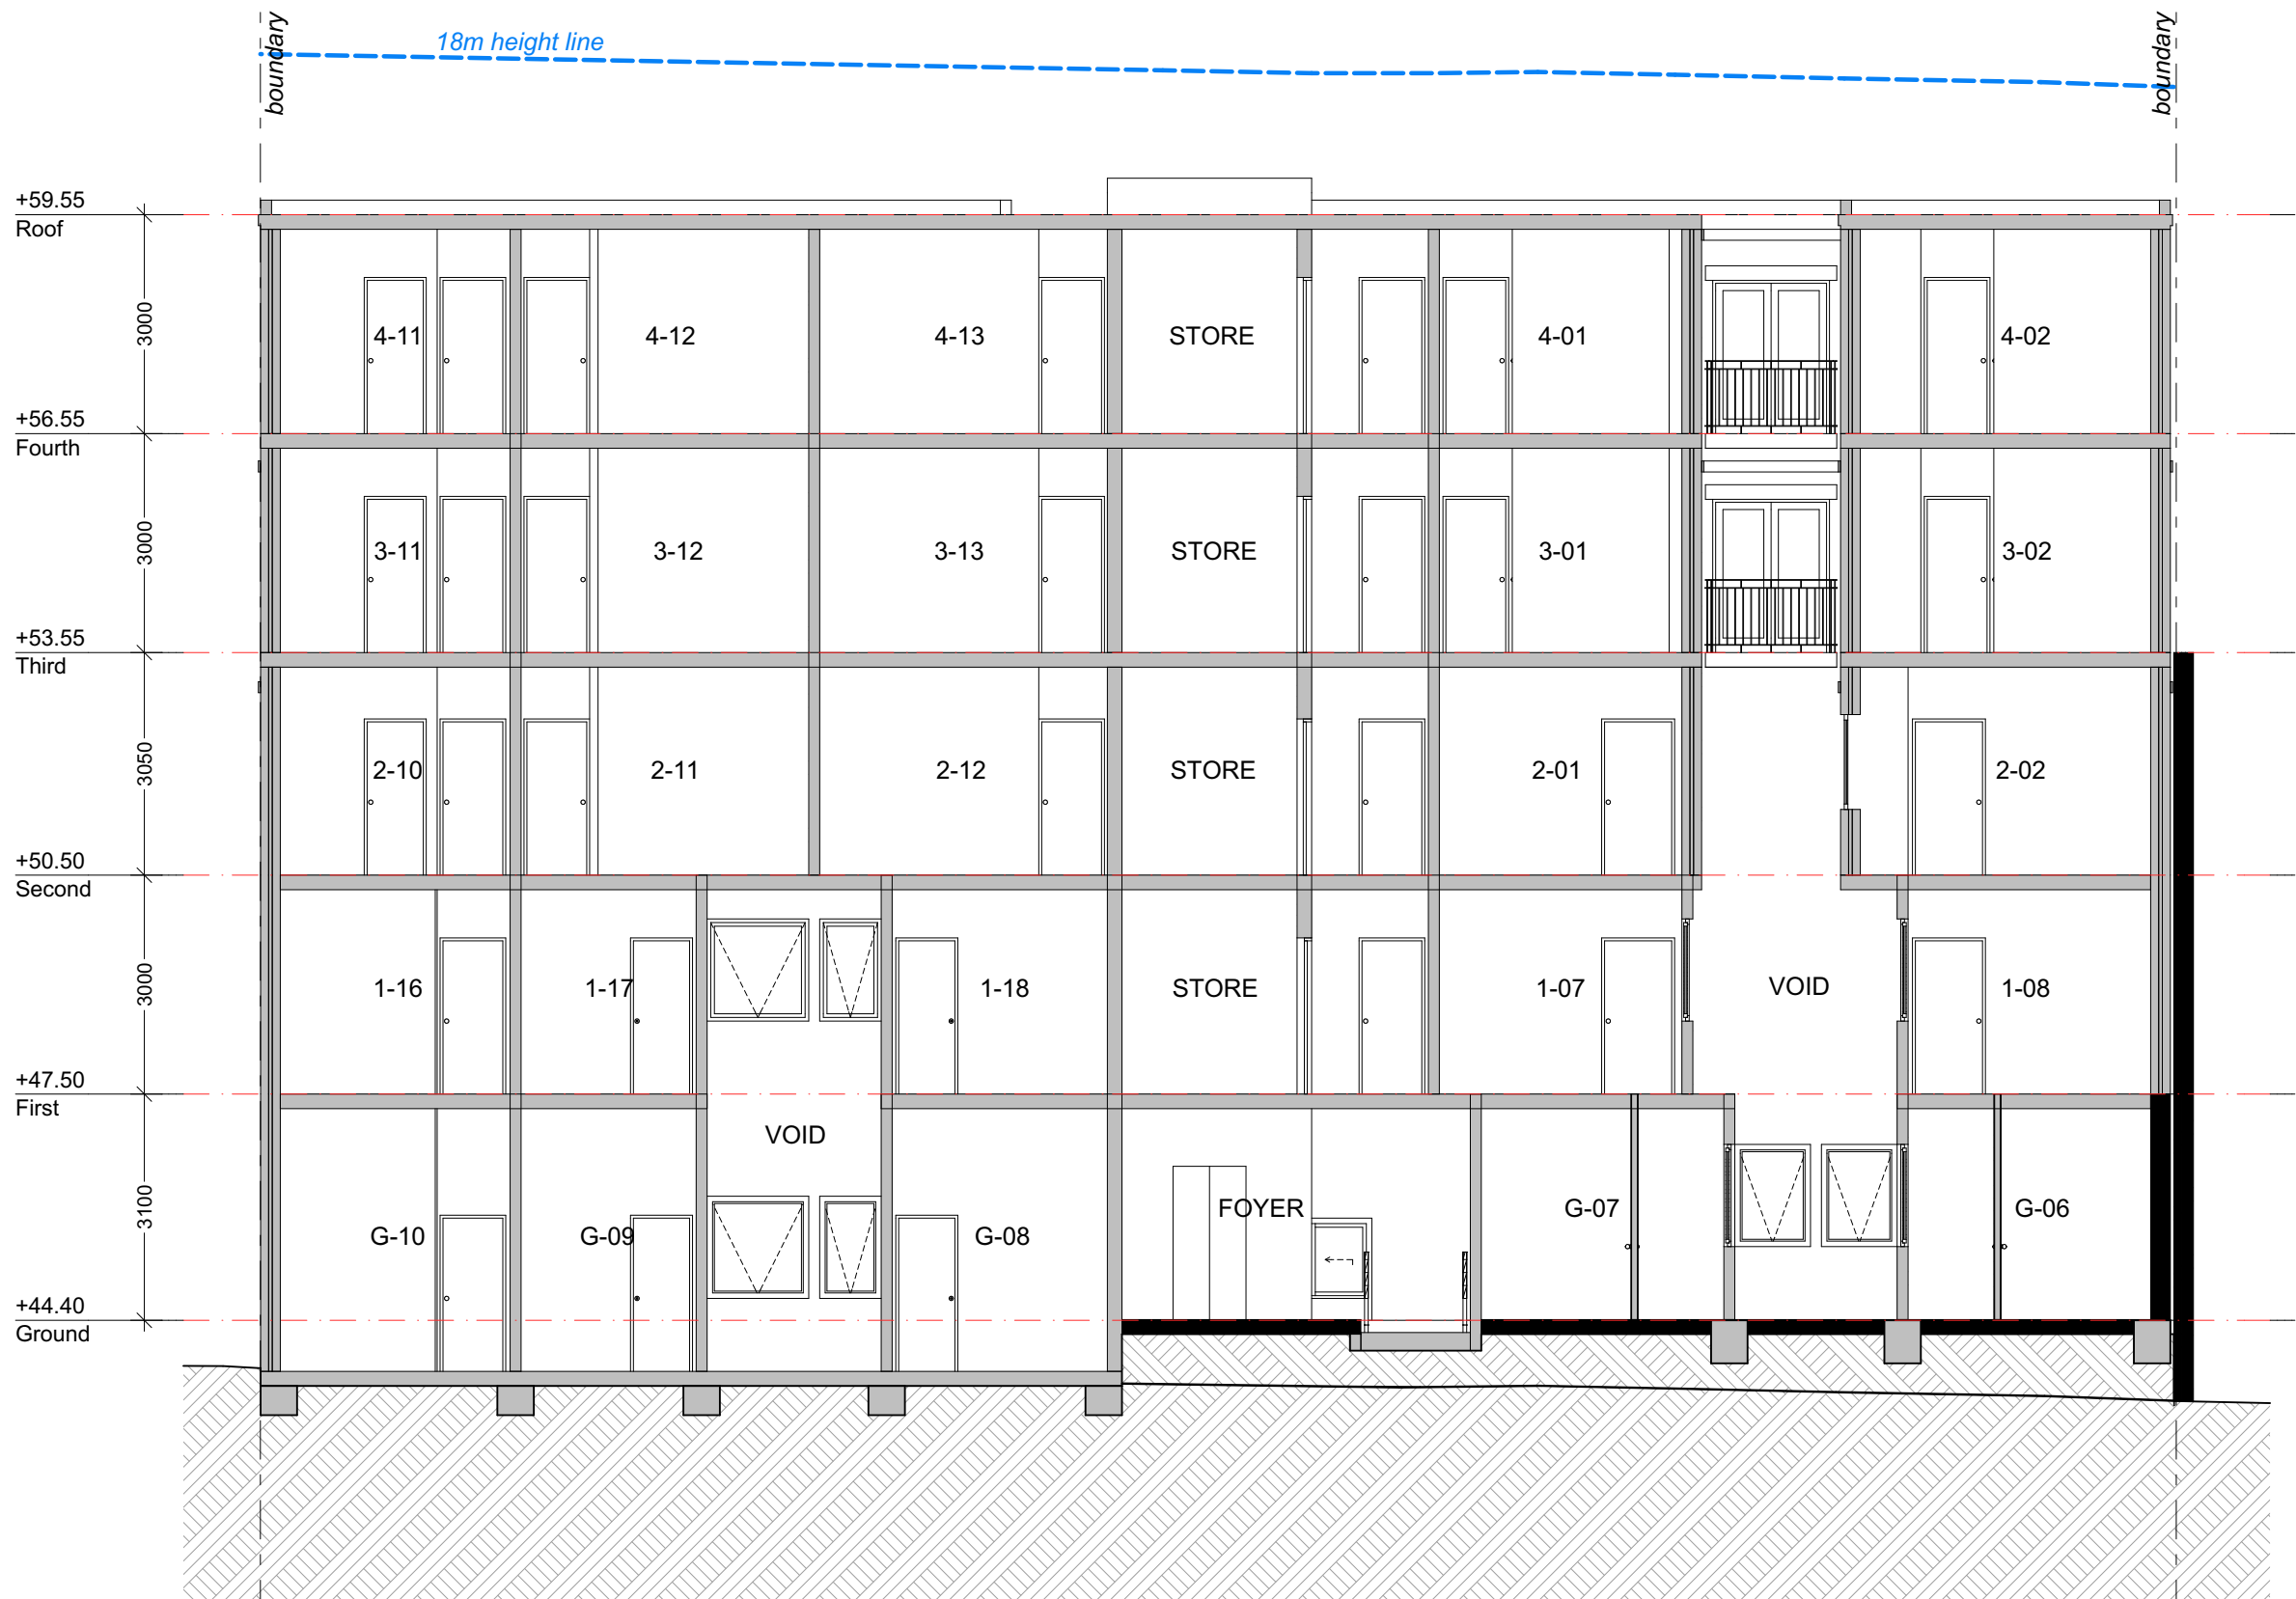 boundary
18m height line
boundary
+59.55
Roof
3000
4-11
4-12
4-13
STORE
4-01
4-02
+56.55
Fourth
3000
3-11
3-12
3-13
STORE
3-01
3-02
+53.55
Third
3050
2-10
2-11
2-12
STORE
2-01
2-02
+50.50
Second
3000
1-16
1-17
1-18
STORE
1-07
VOID
1-08
+47.50
First
VOID
3100
G-10
G-09
G-08
FOYER
G-07
G-06
+44.40
Ground